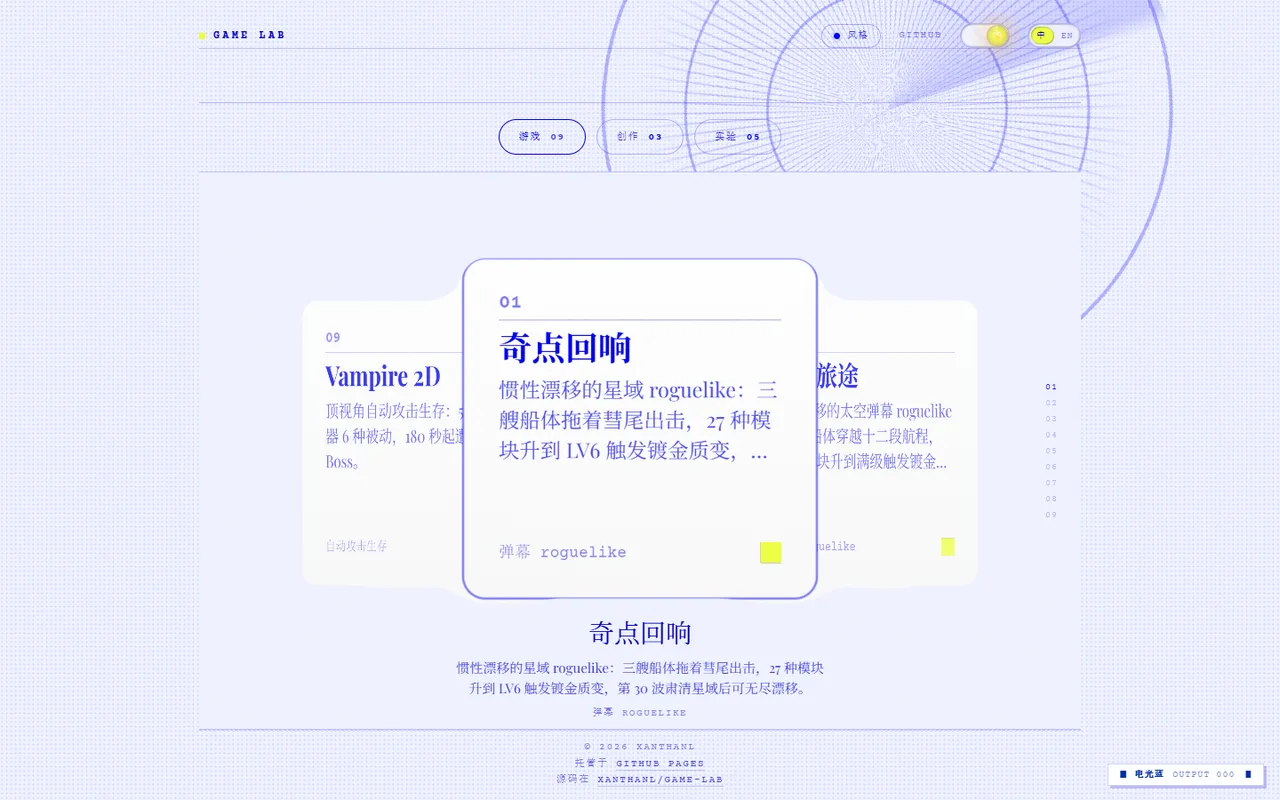 GAME LAB
风格
GITHUB
中 EN
游戏 09
创作 03
实验 05
09
Vampire 2D
顶视角自动攻击生存：
器 6 种被动，180 秒起
Boss。
自动攻击生存
01
奇点回响
惯性漂移的星域 roguelike：三
艘船体拖着彗尾出击，27 种模
块升到 LV6 触发镀金质变，…
弹幕 roguelike
旅途
移的太空弹幕 roguelike
体穿越十二段航程，
块升到满级触发镀金…
uelike
01
02
03
04
05
06
07
08
09
奇点回响
惯性漂移的星域 roguelike：三艘船体拖着彗尾出击，27 种模块
升到 LV6 触发镀金质变，第 30 波肃清星域后可无尽漂移。
弹幕 ROGUELIKE
© 2026 XANTHANL
托管于 GITHUB PAGES
源码在 XANTHANL/GAME-LAB
电光蓝 OUTPUT 000